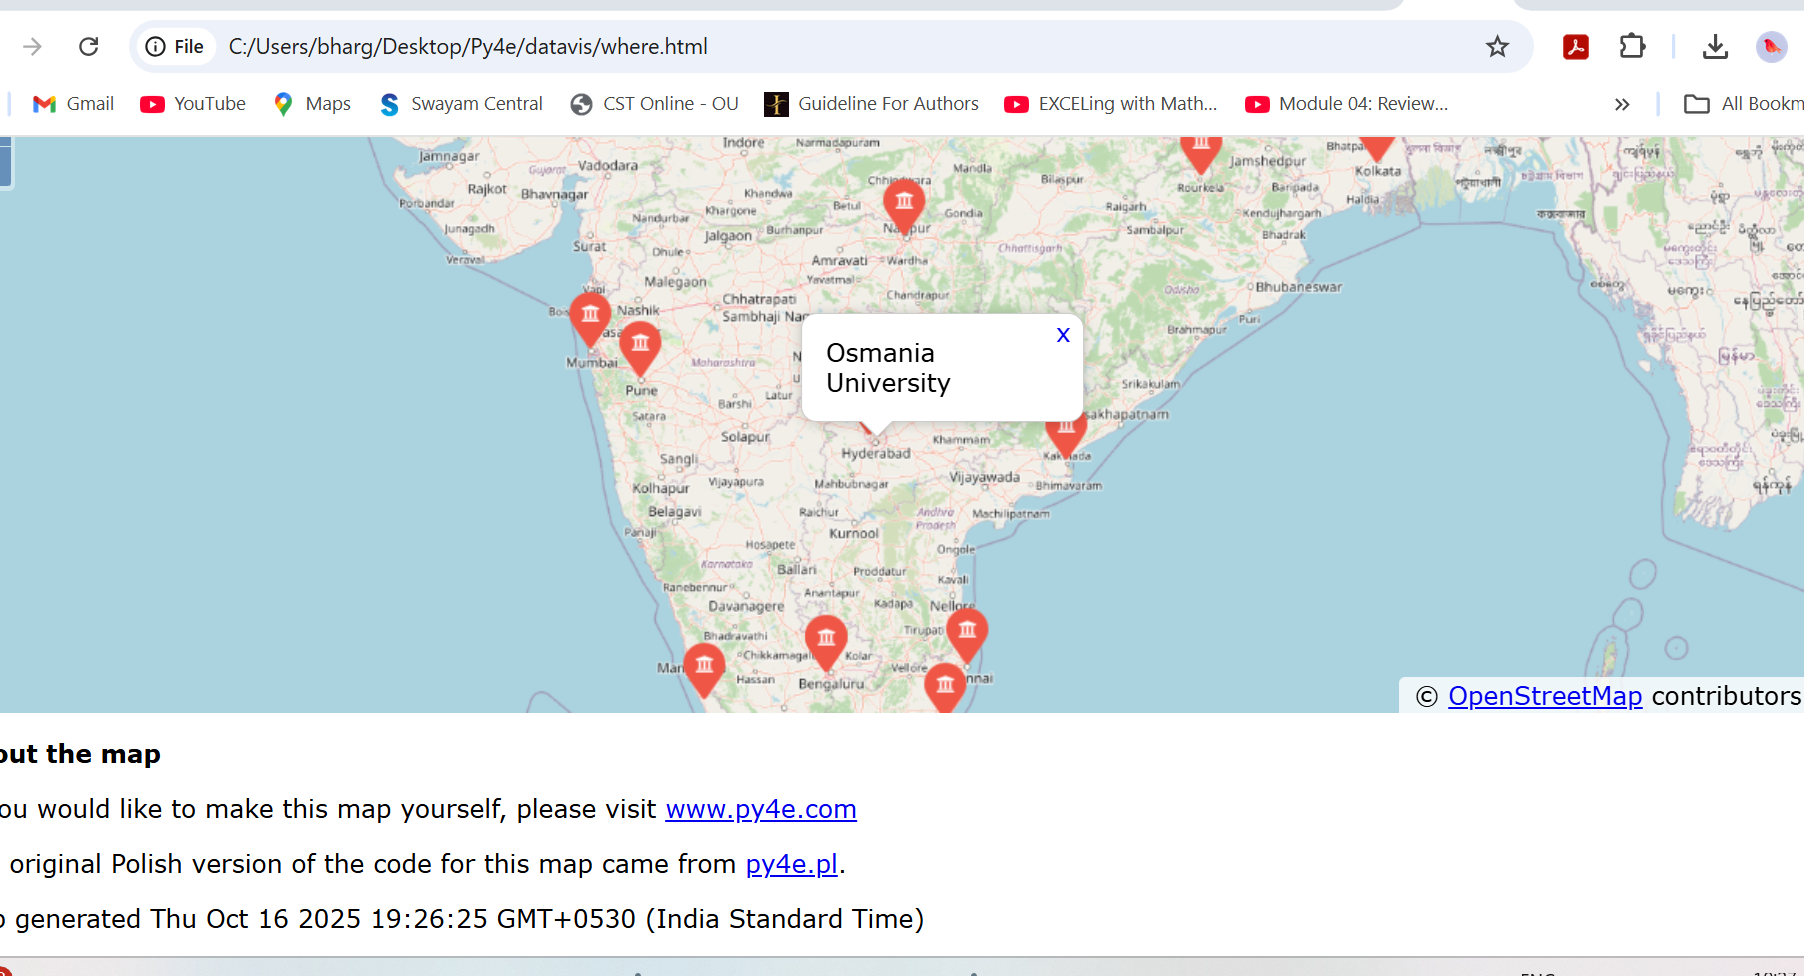 File C:/Users/bharg/Desktop/Py4e/datavis/where.html
Gmail YouTube Maps Swayam Central CST Online - OU Guideline For Authors EXCELing with Math... Module 04: Review... » All Bookm
Indore Narmadapuram
Jamnagar Gujarat Vadodara Mandla Jamshedpur Bhatpa
Rajkot Bhavnagar Khandwa Bilaspur Rourkela Baripada Kolkata
Porbandar Khargone Betul Gondia Raigarh Haldia
Nandurbar Kendujhargarh
Junagadh Jalgaon Burhanpur Sambalpur
Surat Dhule Bhadrak
Veraval Amravati Wardha Chhattisgarh
Malegaon Yavatmal
Vapi Chhatrapati Chandrapur Odisha Bhubaneswar
Nashik Sambhaji Nag
Puri
Brahmapur
Mumbai Maharashtra
Pune Latur Srikakulam
Barshi
Satara sakhapatnam
Solapur Khammam
Hyderabad
Sangli
Kolhapur Vijayapura Mahbubnagar Vijayawada Bhimavaram
Belagavi Raichur Andhra Pradesh Machilipatnam
Panaji Kurnool
Hosapete Ongole
Karnataka Ballari Proddatur
Ranebennur Anantapur Kavali
Davanagere Kadapa Nellore
Bhadravathi Tirupati
Chikkamagal Kolar Vellore
Man Hassan Bengaluru nnai
x
Osmania
University
© OpenStreetMap contributors
out the map
ou would like to make this map yourself, please visit www.py4e.com
original Polish version of the code for this map came from py4e.pl.
generated Thu Oct 16 2025 19:26:25 GMT+0530 (India Standard Time)